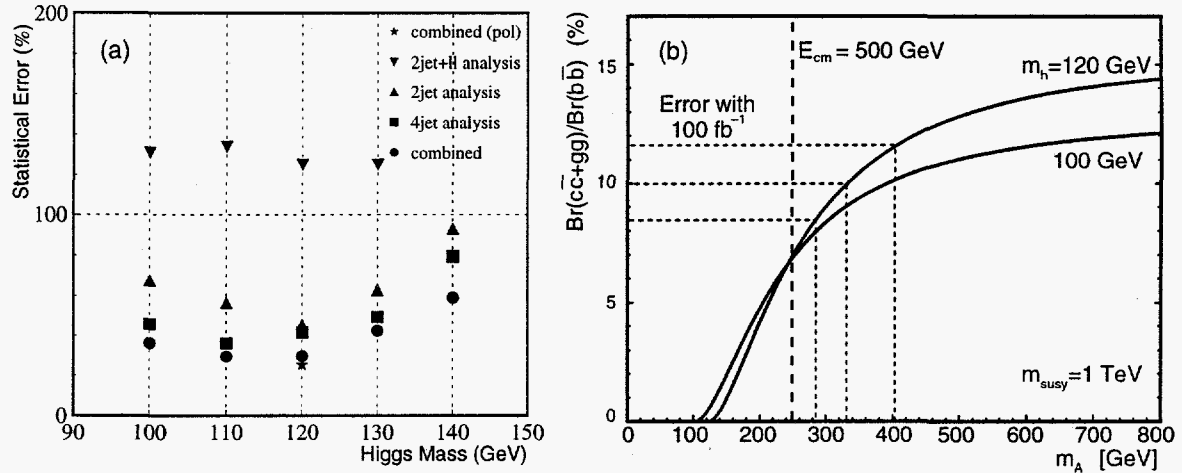 (a)
Statistical Error (%)
200
100
0
90 100 110 120 130 140 150
Higgs Mass (GeV)
combined (pol)
2jet+ll analysis
2jet analysis
4jet analysis
combined
(b)
Br(cc̅+gg)/Br(bb̅) (%)
15
10
5
0
0 100 200 300 400 500 600 700 800
m_A [GeV]
E_cm = 500 GeV
m_h=120 GeV
100 GeV
Error with
100 fb⁻¹
m_susy=1 TeV